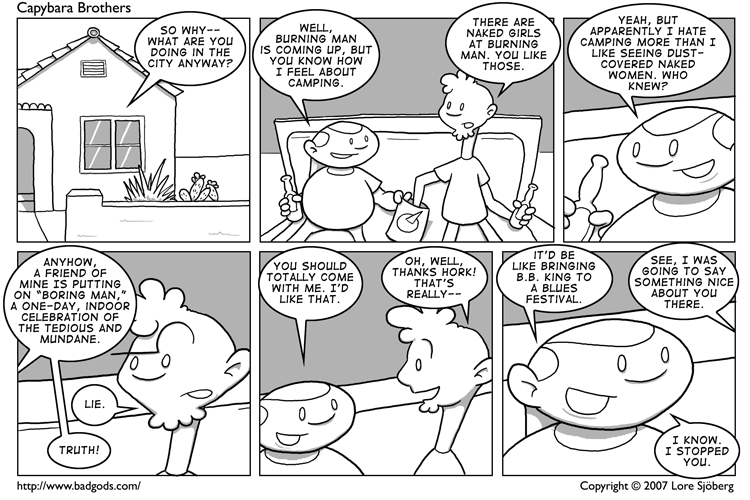 Capybara Brothers
SO WHY--
WHAT ARE YOU
DOING IN THE
CITY ANYWAY?
WELL,
BURNING MAN
IS COMING UP, BUT
YOU KNOW HOW
I FEEL ABOUT
CAMPING.
THERE ARE
NAKED GIRLS
AT BURNING
MAN. YOU LIKE
THOSE.
YEAH, BUT
APPARENTLY I HATE
CAMPING MORE THAN I
LIKE SEEING DUST-
COVERED NAKED
WOMEN. WHO
KNEW?
ANYHOW,
A FRIEND OF
MINE IS PUTTING
ON "BORING MAN,"
A ONE-DAY, INDOOR
CELEBRATION OF
THE TEDIOUS AND
MUNDANE.
LIE.
TRUTH!
YOU SHOULD
TOTALLY COME
WITH ME. I'D
LIKE THAT.
OH, WELL,
THANKS HORK!
THAT'S
REALLY--
IT'D BE
LIKE BRINGING
B.B. KING TO
A BLUES
FESTIVAL.
SEE, I WAS
GOING TO SAY
SOMETHING NICE
ABOUT YOU
THERE.
I KNOW.
I STOPPED
YOU.
http://www.badgods.com/
Copyright © 2007 Lore Sjöberg